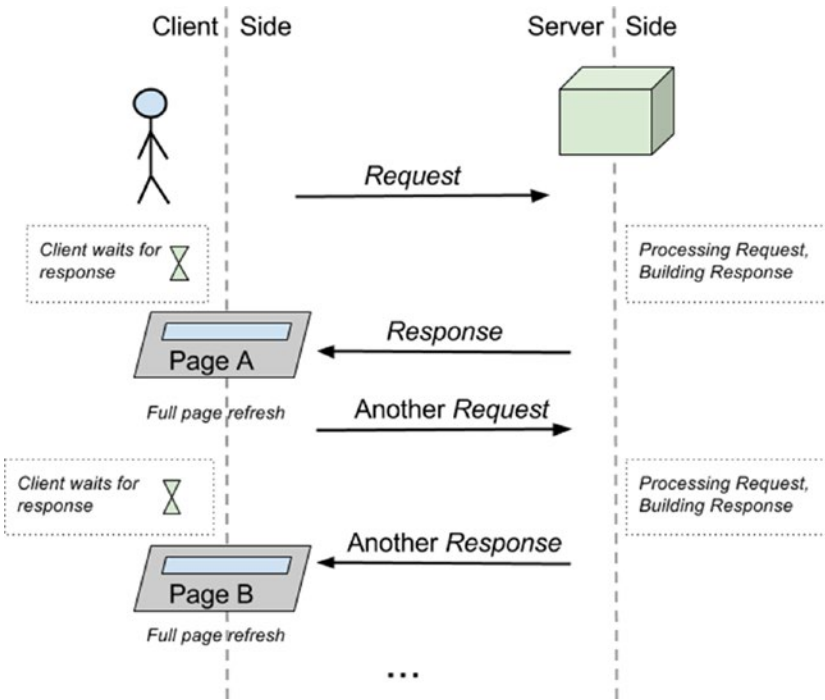 Client Side
Server Side
Request
Client waits for
response
Processing Request,
Building Response
Response
Page A
Full page refresh
Another Request
Client waits for
response
Processing Request,
Building Response
Another Response
Page B
Full page refresh
...